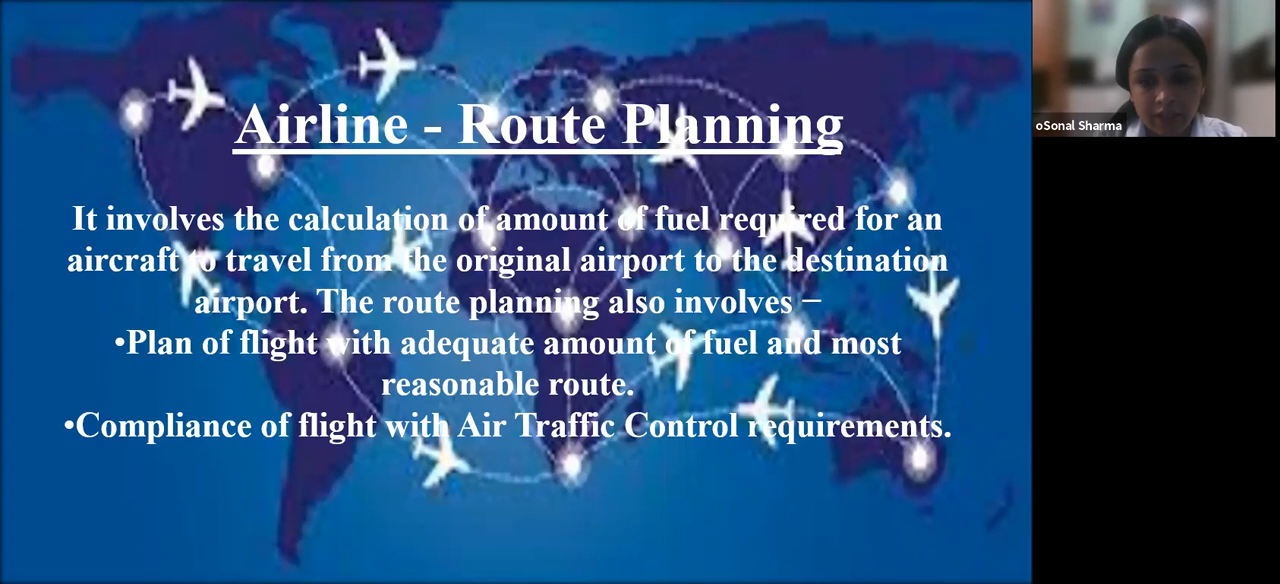 Airline - Route Planning
It involves the calculation of amount of fuel required for an
aircraft to travel from the original airport to the destination
airport. The route planning also involves −
•Plan of flight with adequate amount of fuel and most
reasonable route.
•Compliance of flight with Air Traffic Control requirements.
oSonal Sharma